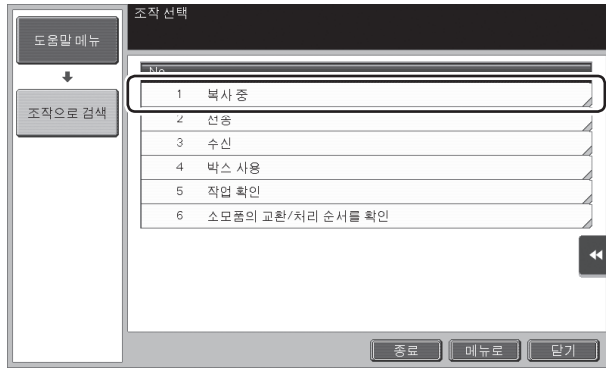 조작 선택
도움말 메뉴
조작으로 검색
No
1 복사 중
2 전송
3 수신
4 박스 사용
5 작업 확인
6 소모품의 교환/처리 순서를 확인
종료 메뉴로 닫기